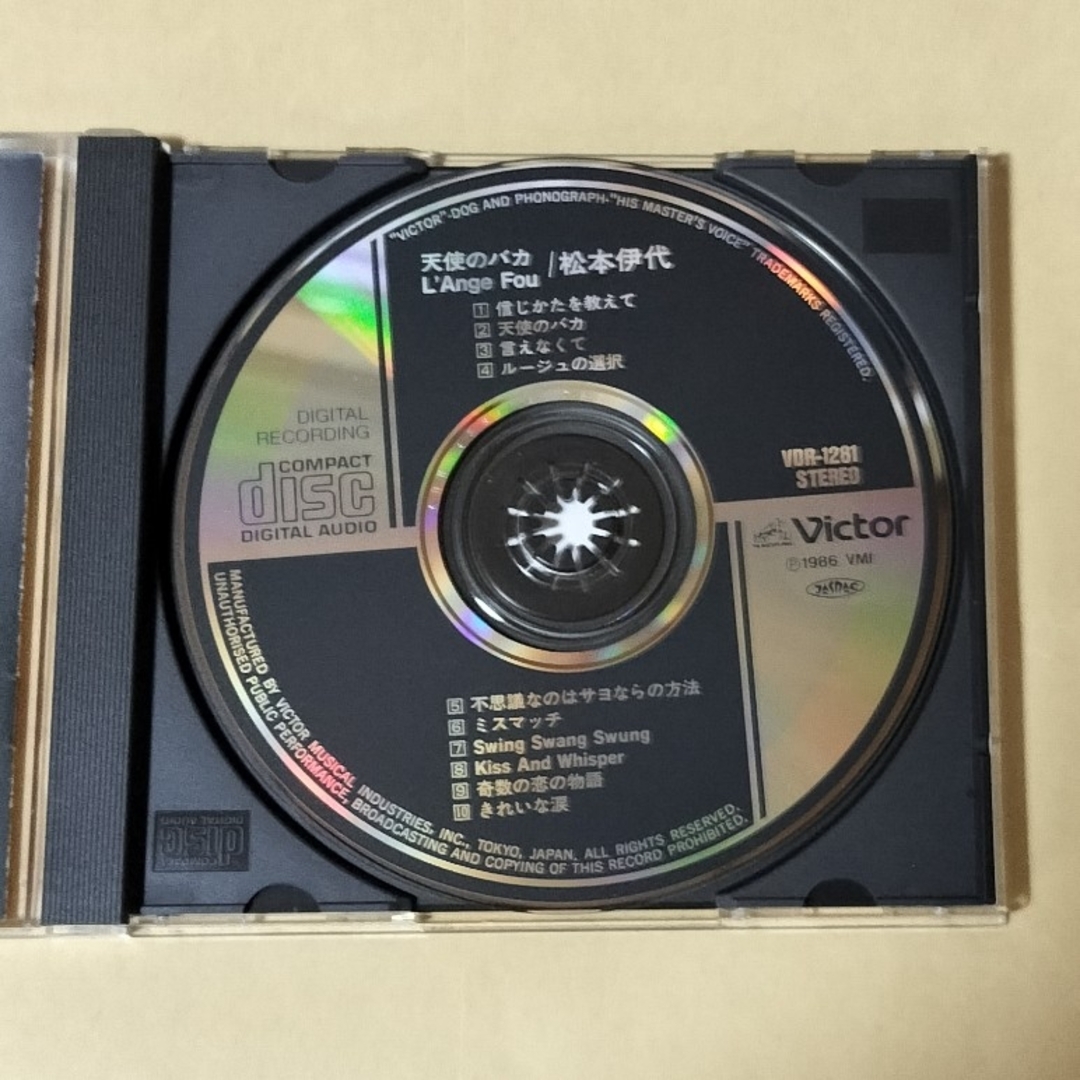 "VICTOR"-DOG AND PHONOGRAPH-"HIS MASTER'S VOICE" TRADEMARKS REGISTERED.
天使のバカ
L'Ange Fou
/松本伊代
1 信じかたを教えて
2 天使のバカ
3 言えなくて
4 ルージュの選択
DIGITAL
RECORDING
COMPACT
disc
DIGITAL AUDIO
VDR-1281
STEREO
Victor
Ⓟ1986 VMI
JASRAC
5 不思議なのはサヨならの方法
6 ミスマッチ
7 Swing Swang Swung
8 Kiss And Whisper
9 奇数の恋の物語
10 きれいな涙
MANUFACTURED BY VICTOR MUSICAL INDUSTRIES, INC., TOKYO, JAPAN. ALL RIGHTS RESERVED.
UNAUTHORISED PUBLIC PERFORMANCE, BROADCASTING AND COPYING OF THIS RECORD PROHIBITED.
COMPACT
disc
DIGITAL AUDIO